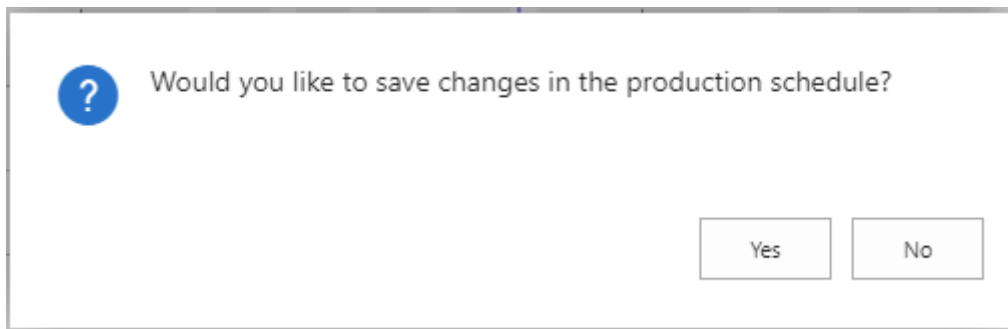 ?
Would you like to save changes in the production schedule?
Yes
No